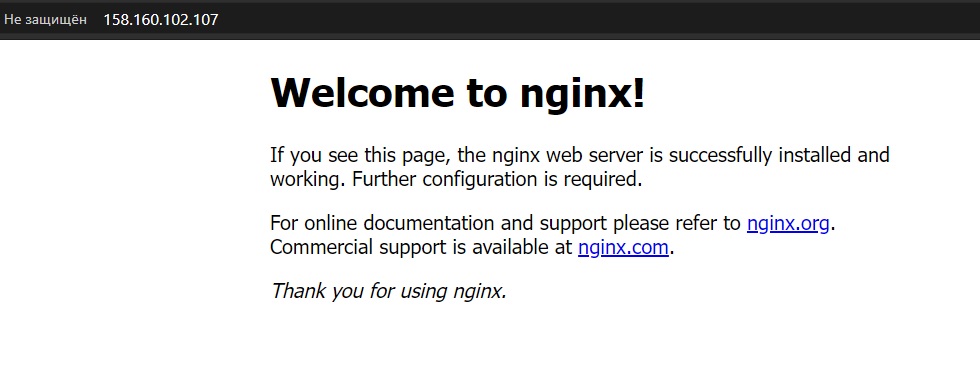 Не защищён 158.160.102.107
Welcome to nginx!
If you see this page, the nginx web server is successfully installed and
working. Further configuration is required.
For online documentation and support please refer to nginx.org.
Commercial support is available at nginx.com.
Thank you for using nginx.